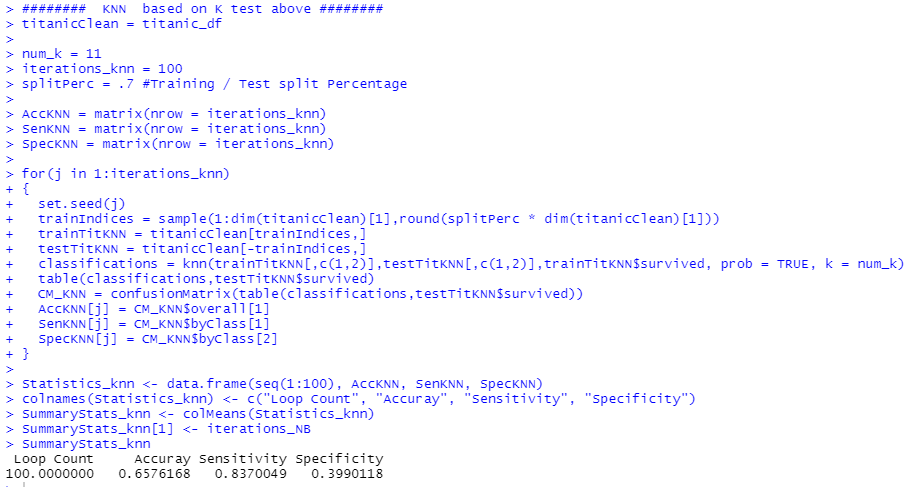 > ########  KNN  based on K test above ########
> titanicClean = titanic_df
>
> num_k = 11
> iterations_knn = 100
> splitPerc = .7 #Training / Test split Percentage
>
> AccKNN = matrix(nrow = iterations_knn)
> SenKNN = matrix(nrow = iterations_knn)
> SpecKNN = matrix(nrow = iterations_knn)
>
> for(j in 1:iterations_knn)
+ {
+   set.seed(j)
+   trainIndices = sample(1:dim(titanicClean)[1],round(splitPerc * dim(titanicClean)[1]))
+   trainTitKNN = titanicClean[trainIndices,]
+   testTitKNN = titanicClean[-trainIndices,]
+   classifications = knn(trainTitKNN[,c(1,2)],testTitKNN[,c(1,2)],trainTitKNN$survived, prob = TRUE, k = num_k)
+   table(classifications,testTitKNN$survived)
+   CM_KNN = confusionMatrix(table(classifications,testTitKNN$survived))
+   AccKNN[j] = CM_KNN$overall[1]
+   SenKNN[j] = CM_KNN$byClass[1]
+   SpecKNN[j] = CM_KNN$byClass[2]
+ }
>
> Statistics_knn <- data.frame(seq(1:100), AccKNN, SenKNN, SpecKNN)
> colnames(Statistics_knn) <- c("Loop Count", "Accuray", "Sensitivity", "Specificity")
> SummaryStats_knn <- colMeans(Statistics_knn)
> SummaryStats_knn[1] <- iterations_NB
> SummaryStats_knn
 Loop Count     Accuray Sensitivity Specificity
100.0000000   0.6576168   0.8370049   0.3990118